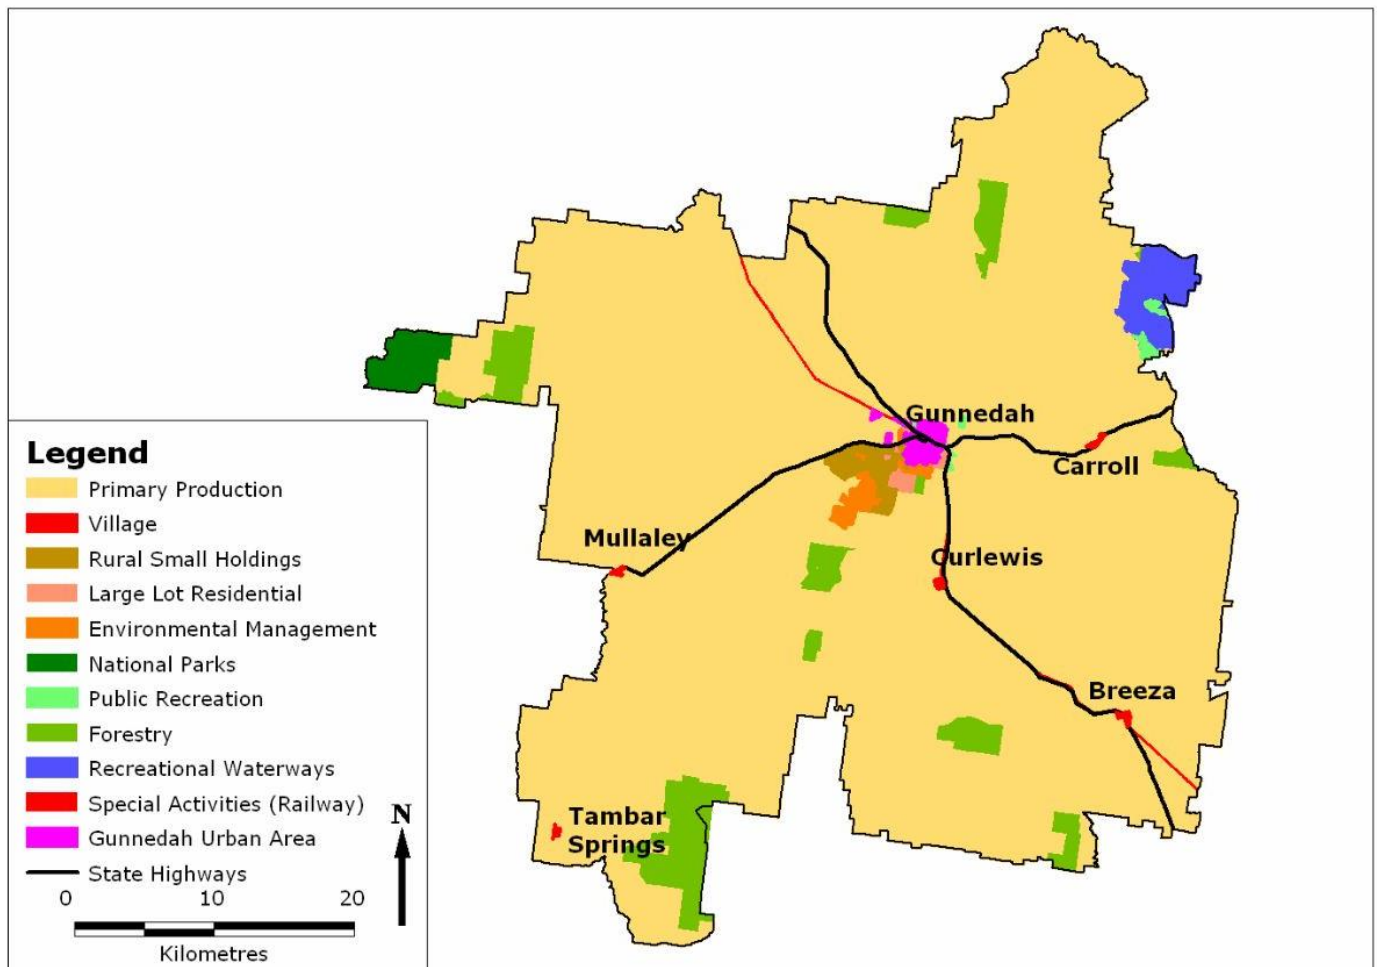 Gunnedah
Carroll
Mullaley
Curlewis
Breeza
Tambar
Springs
Legend
Primary Production
Village
Rural Small Holdings
Large Lot Residential
Environmental Management
National Parks
Public Recreation
Forestry
Recreational Waterways
Special Activities (Railway)
Gunnedah Urban Area
State Highways
N
0 10 20
Kilometres